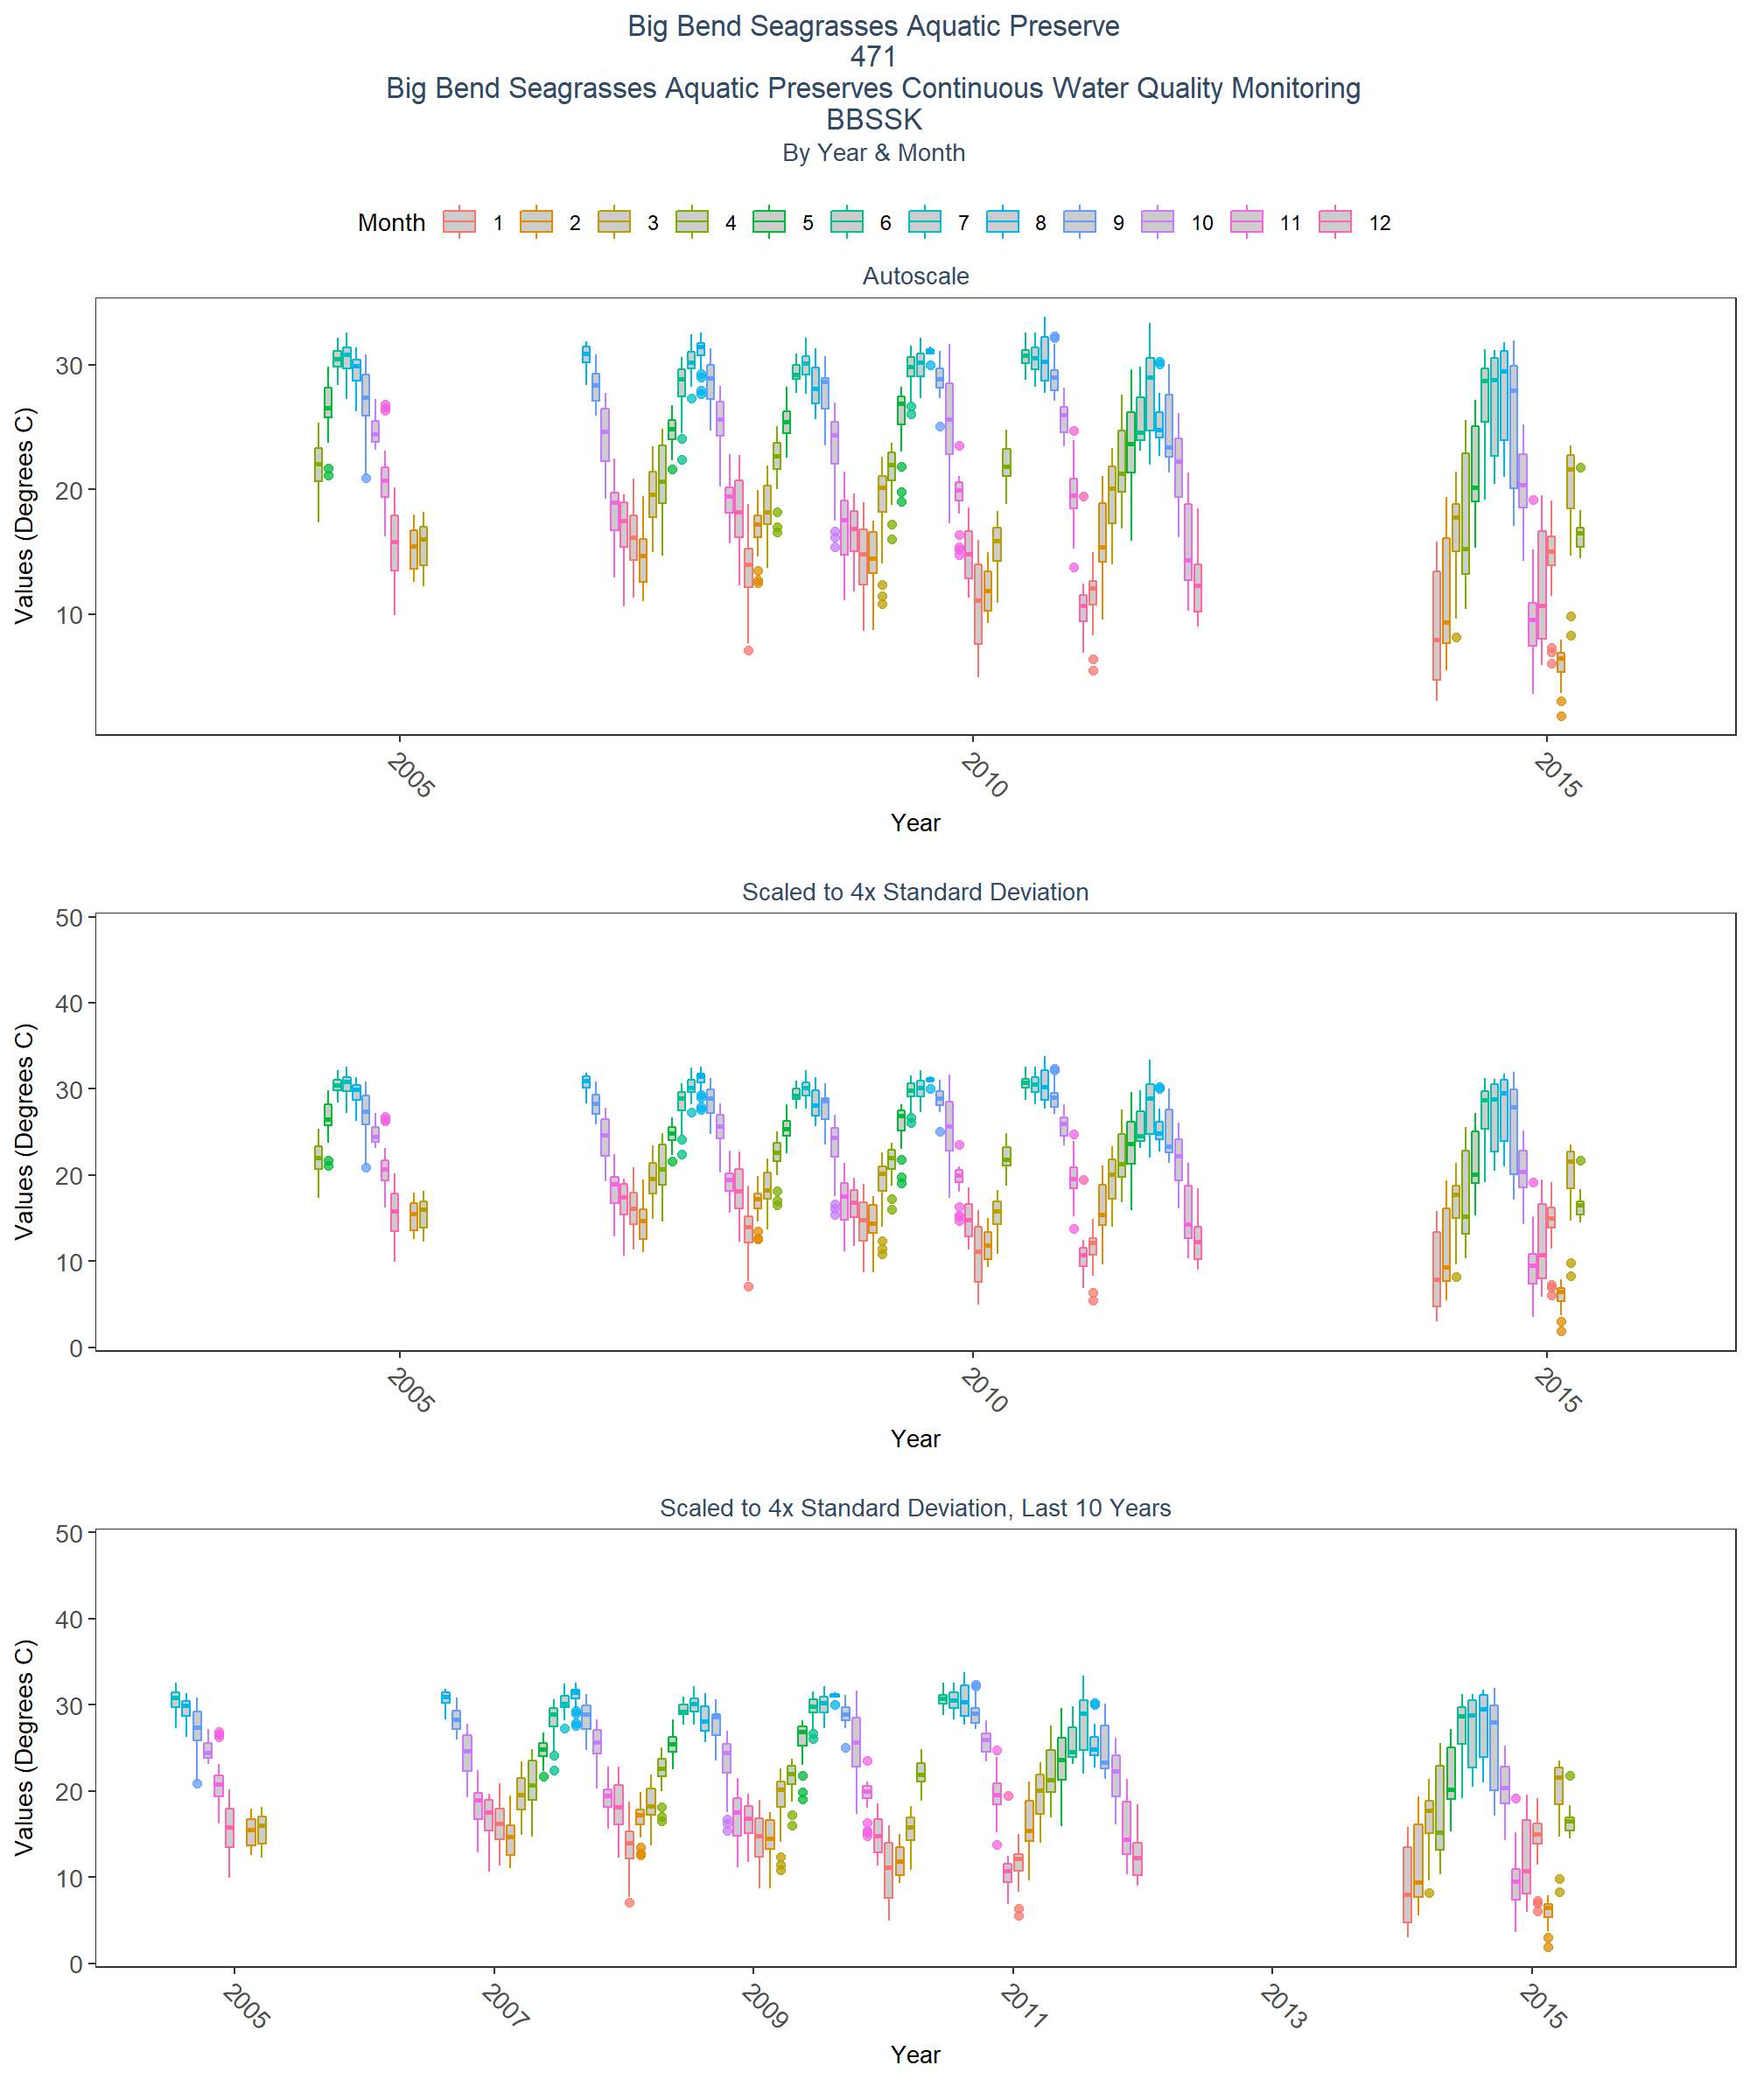 Big Bend Seagrasses Aquatic Preserve
471
Big Bend Seagrasses Aquatic Preserves Continuous Water Quality Monitoring
BBSSK
By Year & Month
Month 1 2 3 4 5 6 7 8 9 10 11 12
Autoscale
Values (Degrees C)
30
20
10
2005 2010 2015
Year
Scaled to 4x Standard Deviation
Values (Degrees C)
50
40
30
20
10
0
2005 2010 2015
Year
Scaled to 4x Standard Deviation, Last 10 Years
Values (Degrees C)
50
40
30
20
10
0
2005 2007 2009 2011 2013 2015
Year